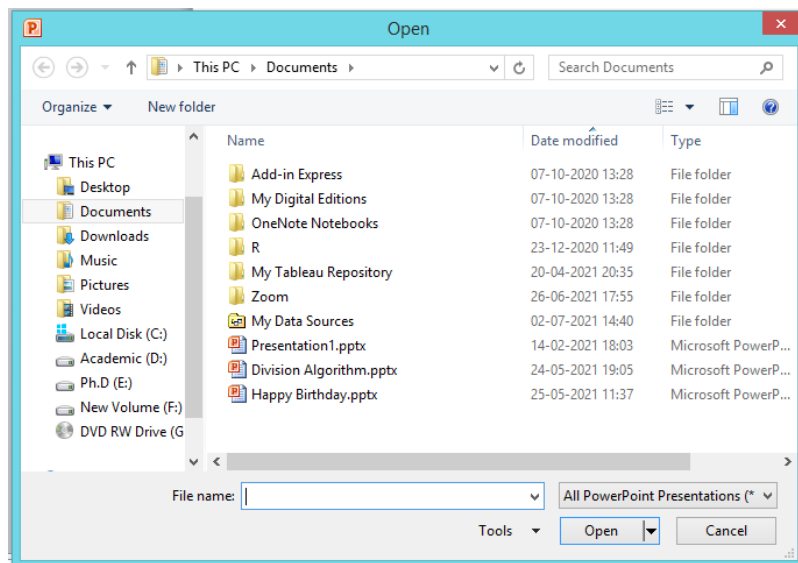 Open
This PC Documents
Search Documents
Organize New folder
Name Date modified Type
This PC
Desktop
Documents
Downloads
Music
Pictures
Videos
Local Disk (C:)
Academic (D:)
Ph.D (E:)
New Volume (F:)
DVD RW Drive (G
Add-in Express 07-10-2020 13:28 File folder
My Digital Editions 07-10-2020 13:28 File folder
OneNote Notebooks 07-10-2020 13:28 File folder
R 23-12-2020 11:49 File folder
My Tableau Repository 20-04-2021 20:35 File folder
Zoom 26-06-2021 17:55 File folder
My Data Sources 02-07-2021 14:40 File folder
Presentation1.pptx 14-02-2021 18:03 Microsoft PowerP...
Division Algorithm.pptx 24-05-2021 19:05 Microsoft PowerP...
Happy Birthday.pptx 25-05-2021 11:37 Microsoft PowerP...
File name: All PowerPoint Presentations (*
Tools Open Cancel